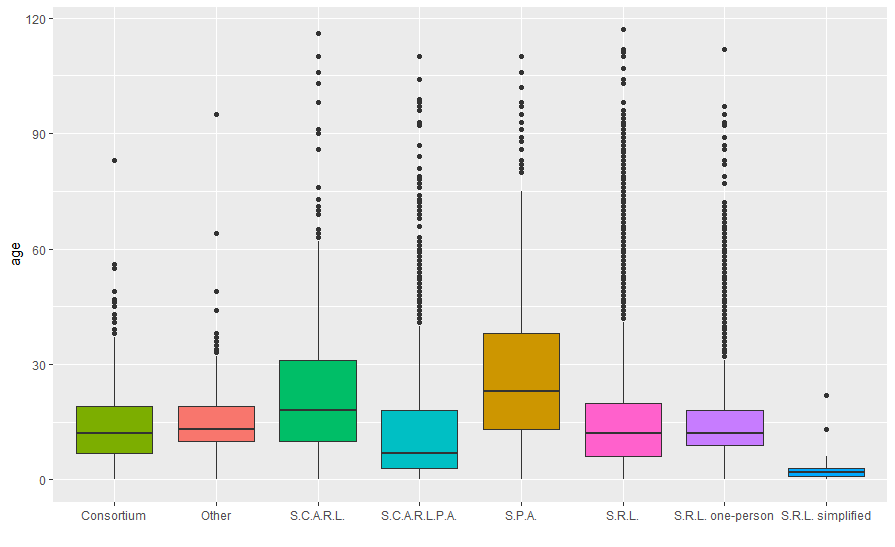 120
90
60
30
0
age
Consortium
Other
S.C.A.R.L.
S.C.A.R.L.P.A.
S.P.A.
S.R.L.
S.R.L. one-person
S.R.L. simplified